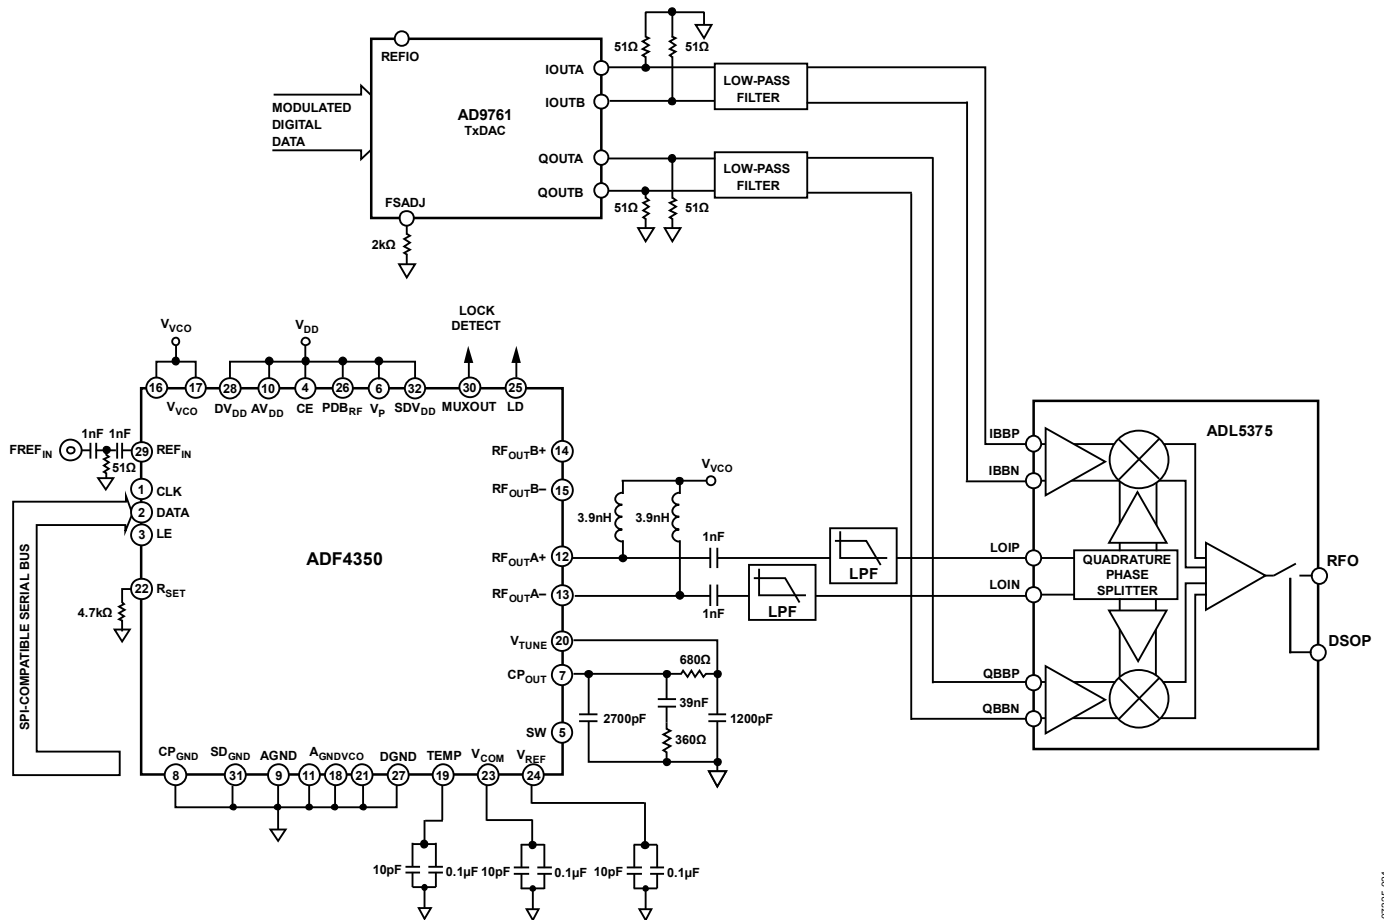 REFIO
51Ω
51Ω
IOUTA
LOW-PASS
FILTER
MODULATED
DIGITAL
DATA
AD9761
TxDAC
IOUTB
QOUTA
LOW-PASS
FILTER
QOUTB
FSADJ
51Ω
51Ω
2kΩ
LOCK
DETECT
VVCO
VDD
16
17
28
10
4
26
6
32
30
25
VVCO
DVDD
AVDD
CE
PDBRF
VP
SDVDD
MUXOUT
LD
ADL5375
1nF
1nF
FREFIN
29
REFIN
51Ω
RFOUTB+
14
IBBP
VVCO
1
CLK
RFOUTB–
15
IBBN
2
DATA
3.9nH
3.9nH
3
LE
1nF
ADF4350
RFOUTA+
12
LPF
LOIP
QUADRATURE
PHASE
SPLITTER
RFO
22
RSET
RFOUTA–
13
LPF
LOIN
1nF
4.7kΩ
VTUNE
20
DSOP
680Ω
CPOUT
7
QBBP
39nF
2700pF
1200pF
QBBN
SW
5
360Ω
SPI-COMPATIBLE SERIAL BUS
CPGND
SDGND
AGND
AGNDVCO
DGND
TEMP
VCOM
VREF
8
31
9
11
18
21
27
19
23
24
10pF
0.1µF
10pF
0.1µF
10pF
0.1µF